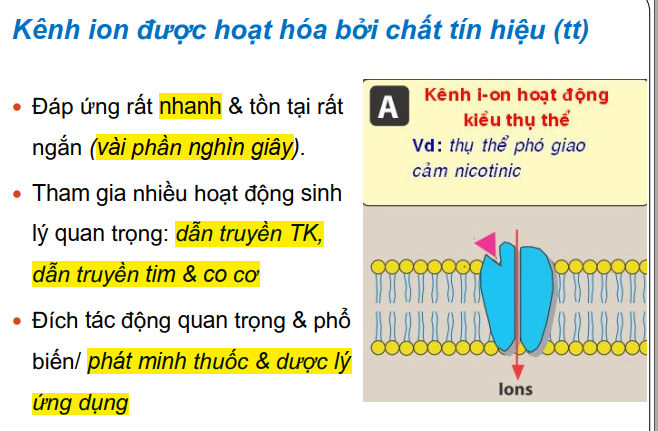 Kênh ion được hoạt hóa bởi chất tín hiệu (tt)
• Đáp ứng rất nhanh & tồn tại rất
ngắn (vài phần nghìn giây).
• Tham gia nhiều hoạt động sinh
lý quan trọng: dẫn truyền TK,
dẫn truyền tim & co cơ
• Đích tác động quan trọng & phổ
biến/ phát minh thuốc & dược lý
ứng dụng
A
Kênh i-on hoạt động
kiểu thụ thể
Vd: thụ thể phó giao
cảm nicotinic
Ions